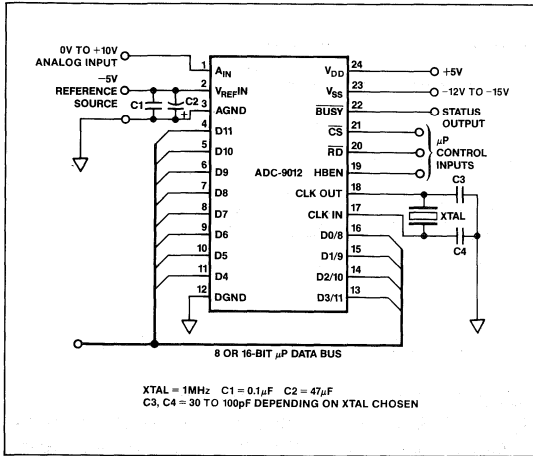 0V TO +10V
ANALOG INPUT
–5V
REFERENCE
SOURCE
C1
C2
+
1
2
3
4
5
6
7
8
9
10
11
12
AIN
VREFIN
AGND
D11
D10
D9
D8
D7
D6
D5
D4
DGND
ADC-9012
VDD
VSS
BUSY
CS
RD
HBEN
CLK OUT
CLK IN
D0/8
D1/9
D2/10
D3/11
24
23
22
21
20
19
18
17
16
15
14
13
+5V
–12V TO –15V
STATUS
OUTPUT
μP
CONTROL
INPUTS
C3
XTAL
C4
8 OR 16-BIT μP DATA BUS
XTAL = 1MHz C1 = 0.1μF C2 = 47μF
C3, C4 = 30 TO 100pF DEPENDING ON XTAL CHOSEN